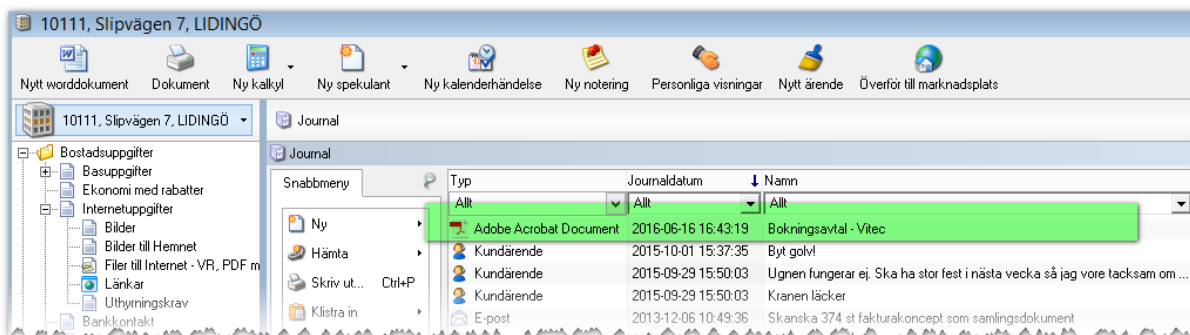 10111, Slipvägen 7, LIDINGÖ
Nytt worddokument Dokument Ny kalkyl Ny spekulant Ny kalenderhändelse Ny notering Personliga visningar Nytt ärende Överför till marknadsplats
10111, Slipvägen 7, LIDINGÖ
Journal
Bostadsuppgifter
Basuppgifter
Ekonomi med rabatter
Internetuppgifter
Bilder
Bilder till Hemnet
Filer till Internet - VR, PDF m
Länkar
Uthyrningskrav
Bankkontakt
Journal
Snabbmeny
Ny
Hämta
Skriv ut... Ctrl+P
Klistra in
Typ Journaldatum Namn
Allt Allt Allt
Adobe Acrobat Document 2016-06-16 16:43:19 Bokningsavtal - Vitec
Kundärende 2015-10-01 15:37:35 Byt golv!
Kundärende 2015-09-29 15:50:03 Ugnen fungerar ej. Ska ha stor fest i nästa vecka så jag vore tacksam om ...
Kundärende 2015-09-29 15:50:03 Kranen läcker
E-post 2013-12-06 10:49:36 Skanska 374 st fakturakoncept som samlingsdokument